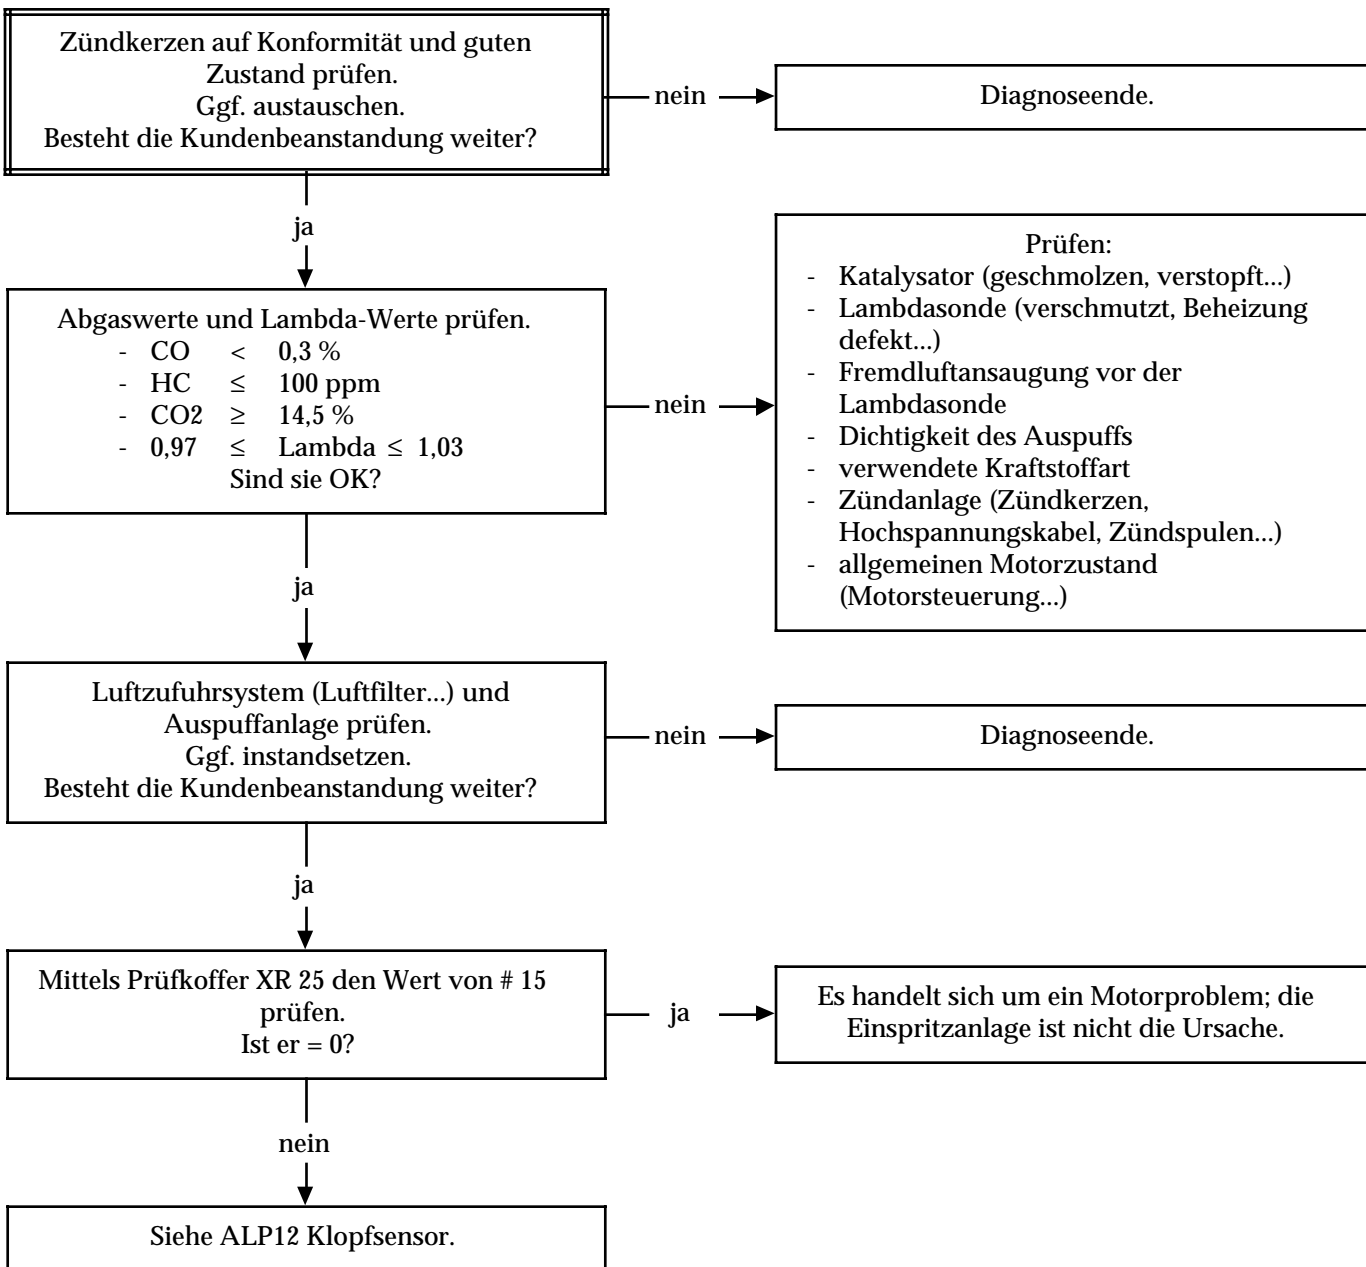 Zündkerzen auf Konformität und guten
Zustand prüfen.
Ggf. austauschen.
Besteht die Kundenbeanstandung weiter?
nein
Diagnoseende.
ja
Abgaswerte und Lambda-Werte prüfen.
- CO < 0,3 %
- HC ≤ 100 ppm
- CO2 ≥ 14,5 %
- 0,97 ≤ Lambda ≤ 1,03
Sind sie OK?
nein
Prüfen:
- Katalysator (geschmolzen, verstopft...)
- Lambdasonde (verschmutzt, Beheizung
defekt...)
- Fremdluftansaugung vor der
Lambdasonde
- Dichtigkeit des Auspuffs
- verwendete Kraftstoffart
- Zündanlage (Zündkerzen,
Hochspannungskabel, Zündspulen...)
- allgemeinen Motorzustand
(Motorsteuerung...)
ja
Luftzufuhrsystem (Luftfilter...) und
Auspuffanlage prüfen.
Ggf. instandsetzen.
Besteht die Kundenbeanstandung weiter?
nein
Diagnoseende.
ja
Mittels Prüfkoffer XR 25 den Wert von # 15
prüfen.
Ist er = 0?
ja
Es handelt sich um ein Motorproblem; die
Einspritzanlage ist nicht die Ursache.
nein
Siehe ALP12 Klopfsensor.